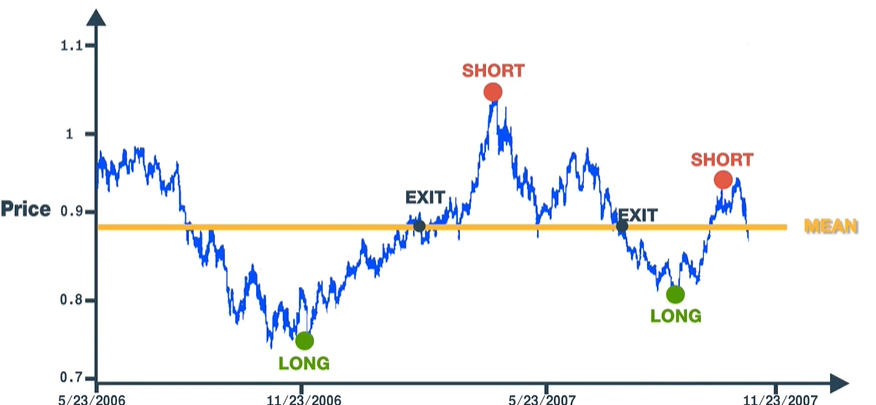 1.1
SHORT
1
SHORT
EXIT
Price
0.9
EXIT
MEAN
0.8
LONG
LONG
0.7
5/23/2006
11/23/2006
5/23/2007
11/23/2007